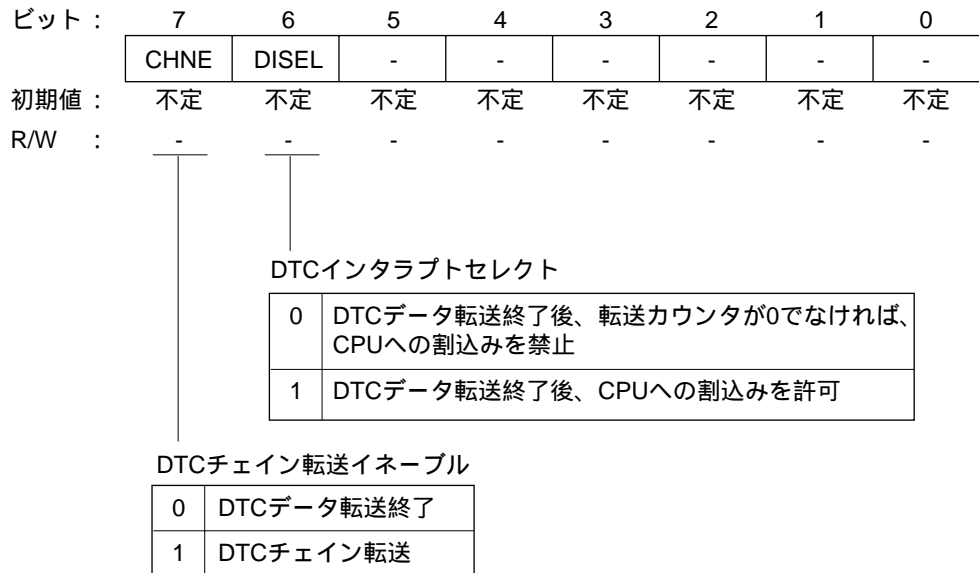 ビット： 7 6 5 4 3 2 1 0
CHNE DISEL - - - - - -
初期値： 不定 不定 不定 不定 不定 不定 不定 不定
R/W ： - - - - - - - -
DTCインタラプトセレクト
0 DTCデータ転送終了後、転送カウンタが0でなければ、
CPUへの割込みを禁止
1 DTCデータ転送終了後、CPUへの割込みを許可
DTCチェイン転送イネーブル
0 DTCデータ転送終了
1 DTCチェイン転送